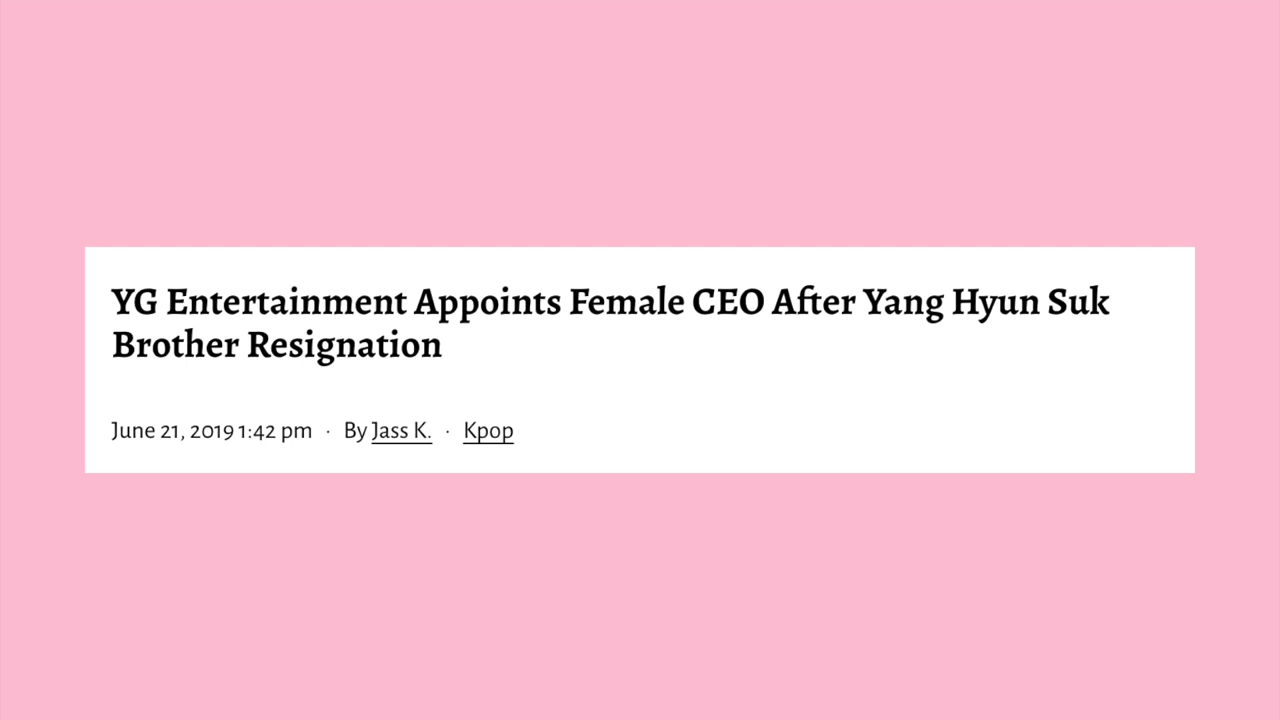 YG Entertainment Appoints Female CEO After Yang Hyun Suk
Brother Resignation
June 21, 2019 1:42 pm · By Jass K. · Kpop